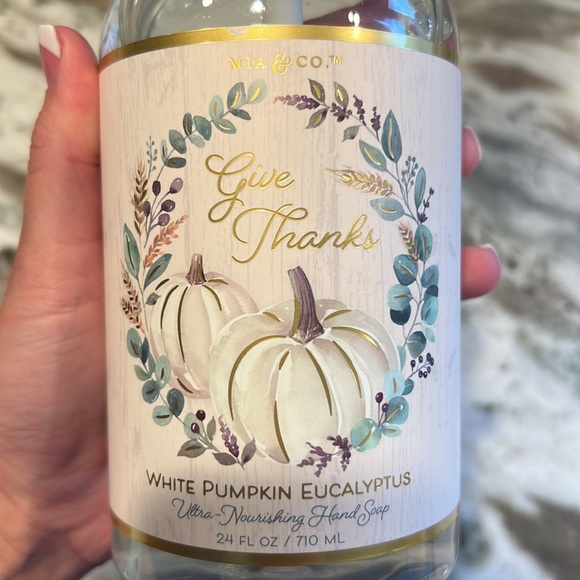 MIA & CO.™
Give
Thanks
WHITE PUMPKIN EUCALYPTUS
Ultra-Nourishing Hand Soap
24 FL OZ / 710 ML